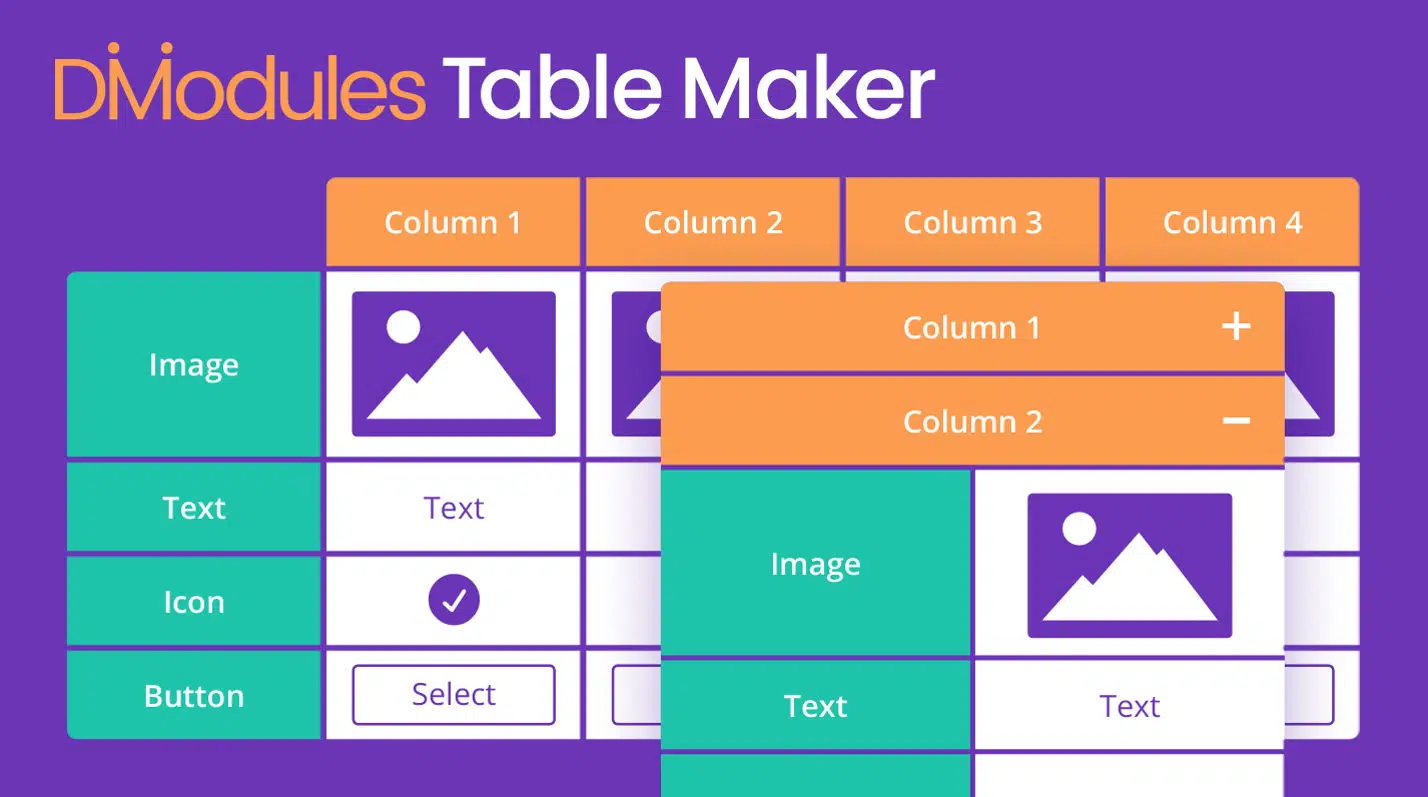 DiModules Table Maker
Column 1 Column 2 Column 3 Column 4
Image
Text Text
Icon
Button Select
Column 1 +
Column 2 −
Image
Text Text